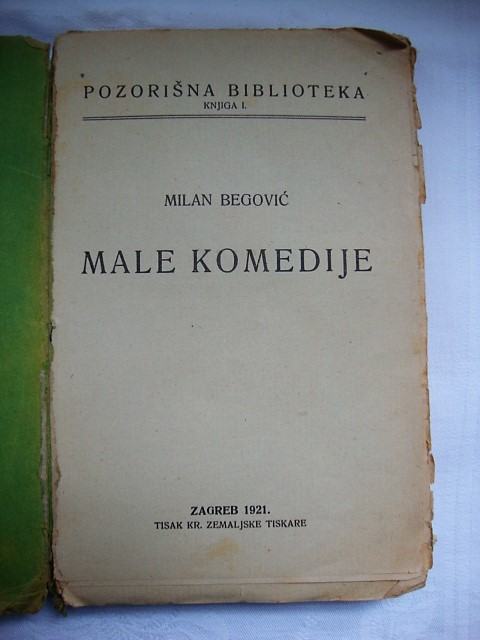 POZORIŠNA BIBLIOTEKA
KNJIGA I.
MILAN BEGOVIĆ
MALE KOMEDIJE
ZAGREB 1921.
TISAK KR. ZEMALJSKE TISKARE